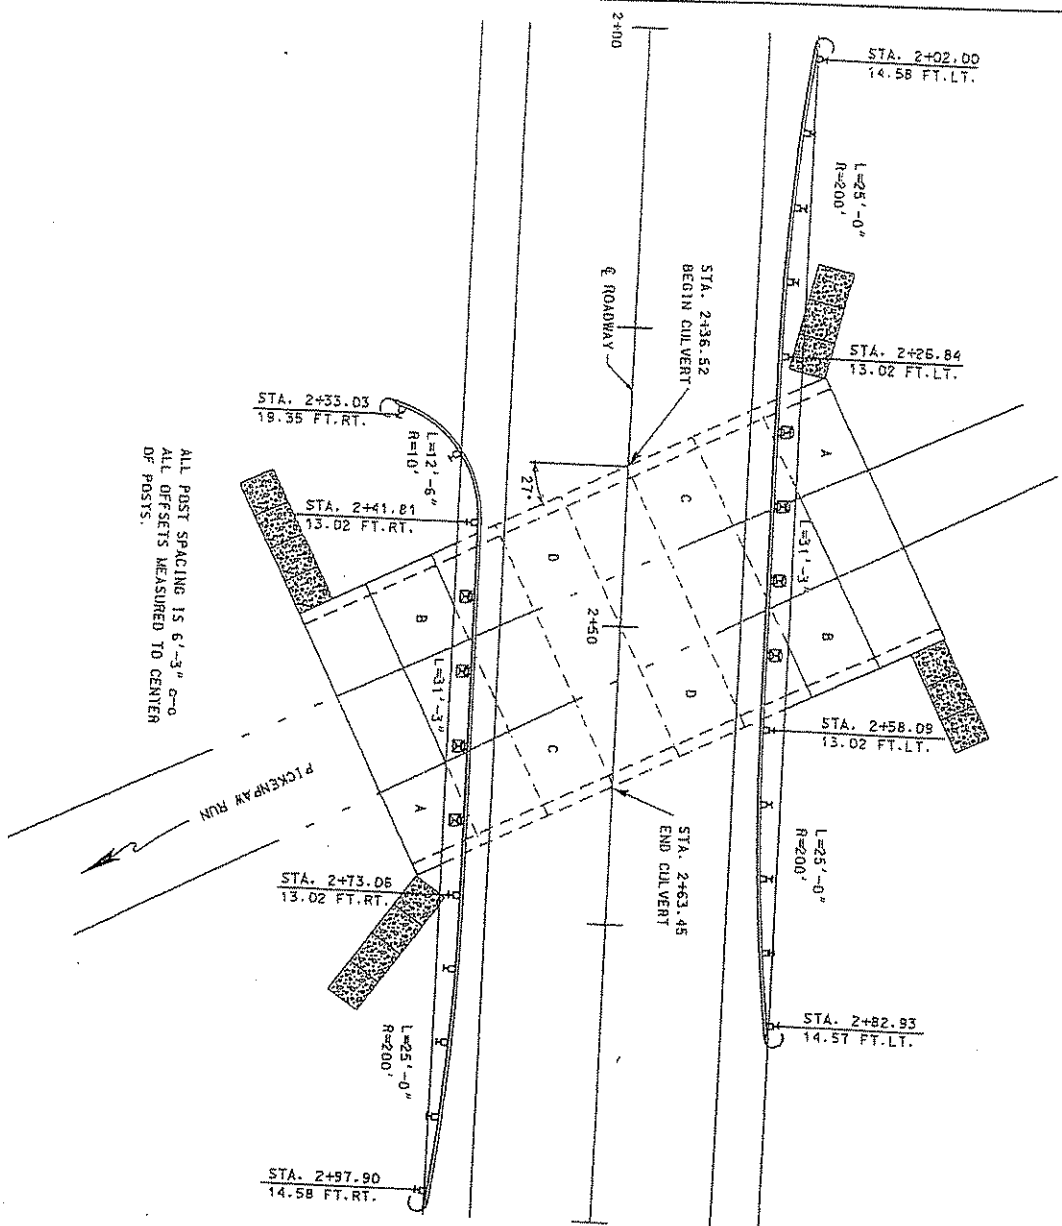 2+00
STA. 2+02.00
14.58 FT.LT.
L=25'-0"
R=200'
STA. 2+36.52
BEGIN CULVERT
℄ ROADWAY
STA. 2+26.84
13.02 FT.LT.
STA. 2+33.03
19.35 FT.RT.
L=12'-6"
R=10'
27°
A
C
STA. 2+41.81
13.02 FT.RT.
L=31'-3"
ALL POST SPACING IS 6'-3" c-c
ALL OFFSETS MEASURED TO CENTER
OF POSTS.
D
B
2+50
B
L=31'-3"
D
STA. 2+58.09
13.02 FT.LT.
C
A
PICKENPAW RUN
STA. 2+63.45
END CULVERT
L=25'-0"
R=200'
STA. 2+73.06
13.02 FT.RT.
STA. 2+82.93
14.57 FT.LT.
L=25'-0"
R=200'
STA. 2+97.90
14.58 FT.RT.